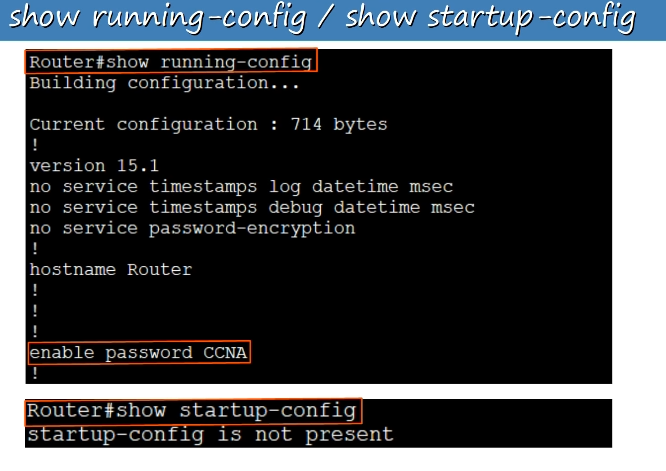 show running-config / show startup-config
Router#show running-config
Building configuration...
Current configuration : 714 bytes
!
version 15.1
no service timestamps log datetime msec
no service timestamps debug datetime msec
no service password-encryption
!
hostname Router
!
!
!
enable password CCNA
!
Router#show startup-config
startup-config is not present